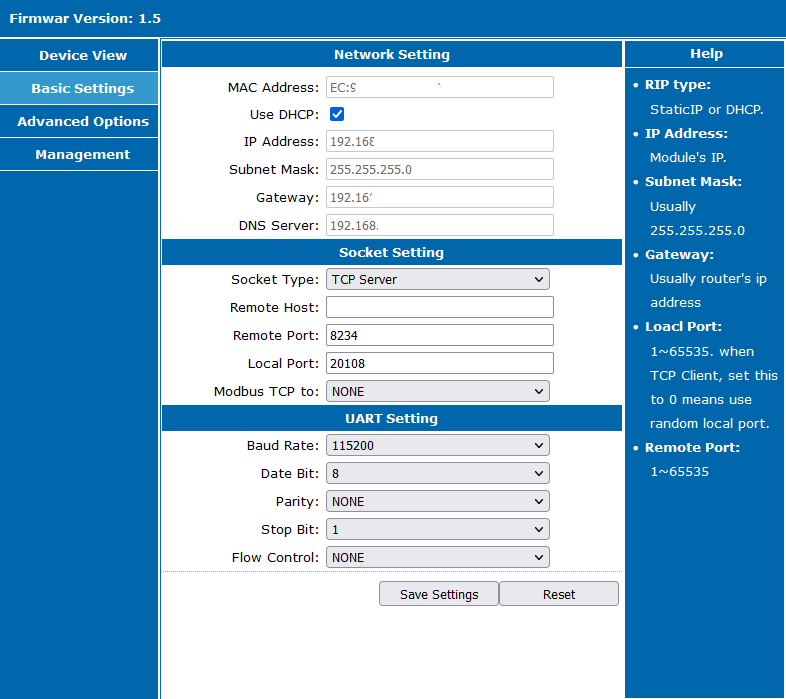 Firmwar Version: 1.5
Device View
Basic Settings
Advanced Options
Management
Network Setting
MAC Address: EC:9
Use DHCP:
IP Address: 192.168
Subnet Mask: 255.255.255.0
Gateway: 192.16
DNS Server: 192.168.
Socket Setting
Socket Type: TCP Server
Remote Host:
Remote Port: 8234
Local Port: 20108
Modbus TCP to: NONE
UART Setting
Baud Rate: 115200
Date Bit: 8
Parity: NONE
Stop Bit: 1
Flow Control: NONE
Save Settings Reset
Help
• RIP type:
StaticIP or DHCP.
• IP Address:
Module's IP.
• Subnet Mask:
Usually
255.255.255.0
• Gateway:
Usually router's ip
address
• Loacl Port:
1~65535. when
TCP Client, set this
to 0 means use
random local port.
• Remote Port:
1~65535